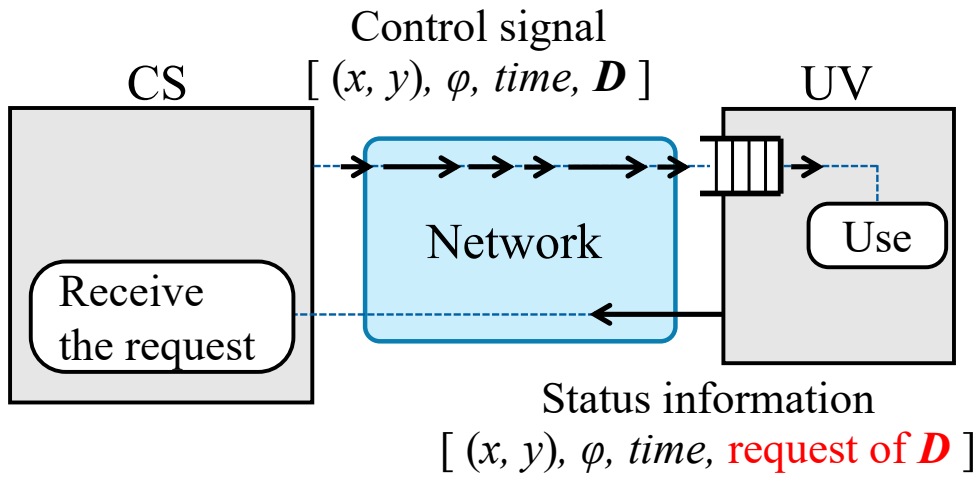 Control signal
[ (x, y), φ, time, D ]
CS
UV
Network
Use
Receive
the request
Status information
[ (x, y), φ, time, request of D ]